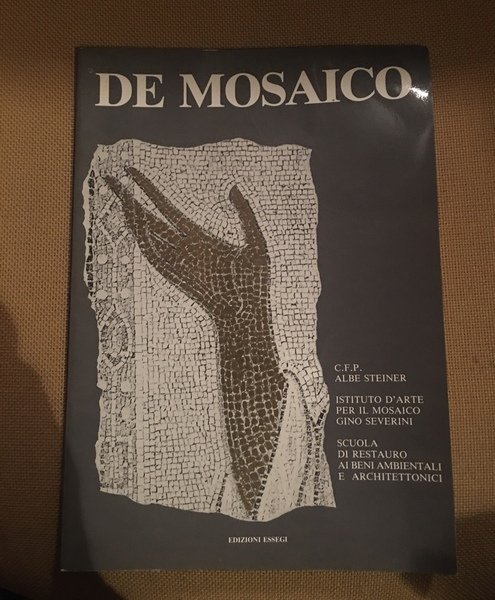 DE MOSAICO
C.F.P.
ALBE STEINER
ISTITUTO D'ARTE
PER IL MOSAICO
GINO SEVERINI
SCUOLA
DI RESTAURO
AI BENI AMBIENTALI
E ARCHITETTONICI
EDIZIONI ESSEGI